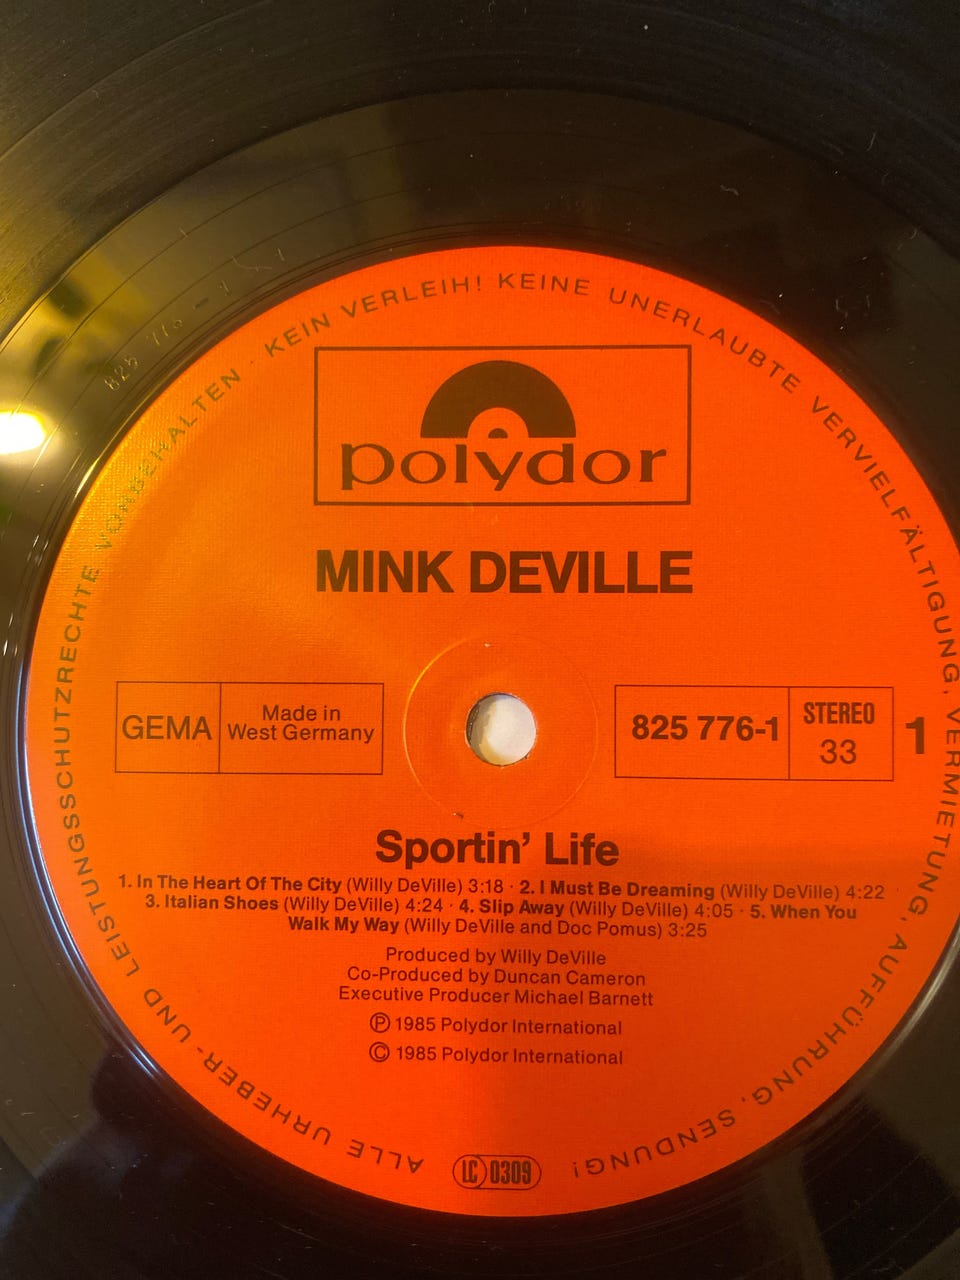 ALLE URHEBER- UND LEISTUNGSSCHUTZRECHTE VORBEHALTEN · KEIN VERLEIH! KEINE UNERLAUBTE VERVIELFÄLTIGUNG, VERMIETUNG, AUFFÜHRUNG, SENDUNG!
825 776 - 1
polydor
MINK DEVILLE
GEMA
Made in
West Germany
825 776-1
STEREO
33
1
Sportin' Life
1. In The Heart Of The City (Willy DeVille) 3:18 · 2. I Must Be Dreaming (Willy DeVille) 4:22 ·
3. Italian Shoes (Willy DeVille) 4:24 · 4. Slip Away (Willy DeVille) 4:05 · 5. When You
Walk My Way (Willy DeVille and Doc Pomus) 3:25
Produced by Willy DeVille
Co-Produced by Duncan Cameron
Executive Producer Michael Barnett
Ⓟ 1985 Polydor International
© 1985 Polydor International
LC 0309